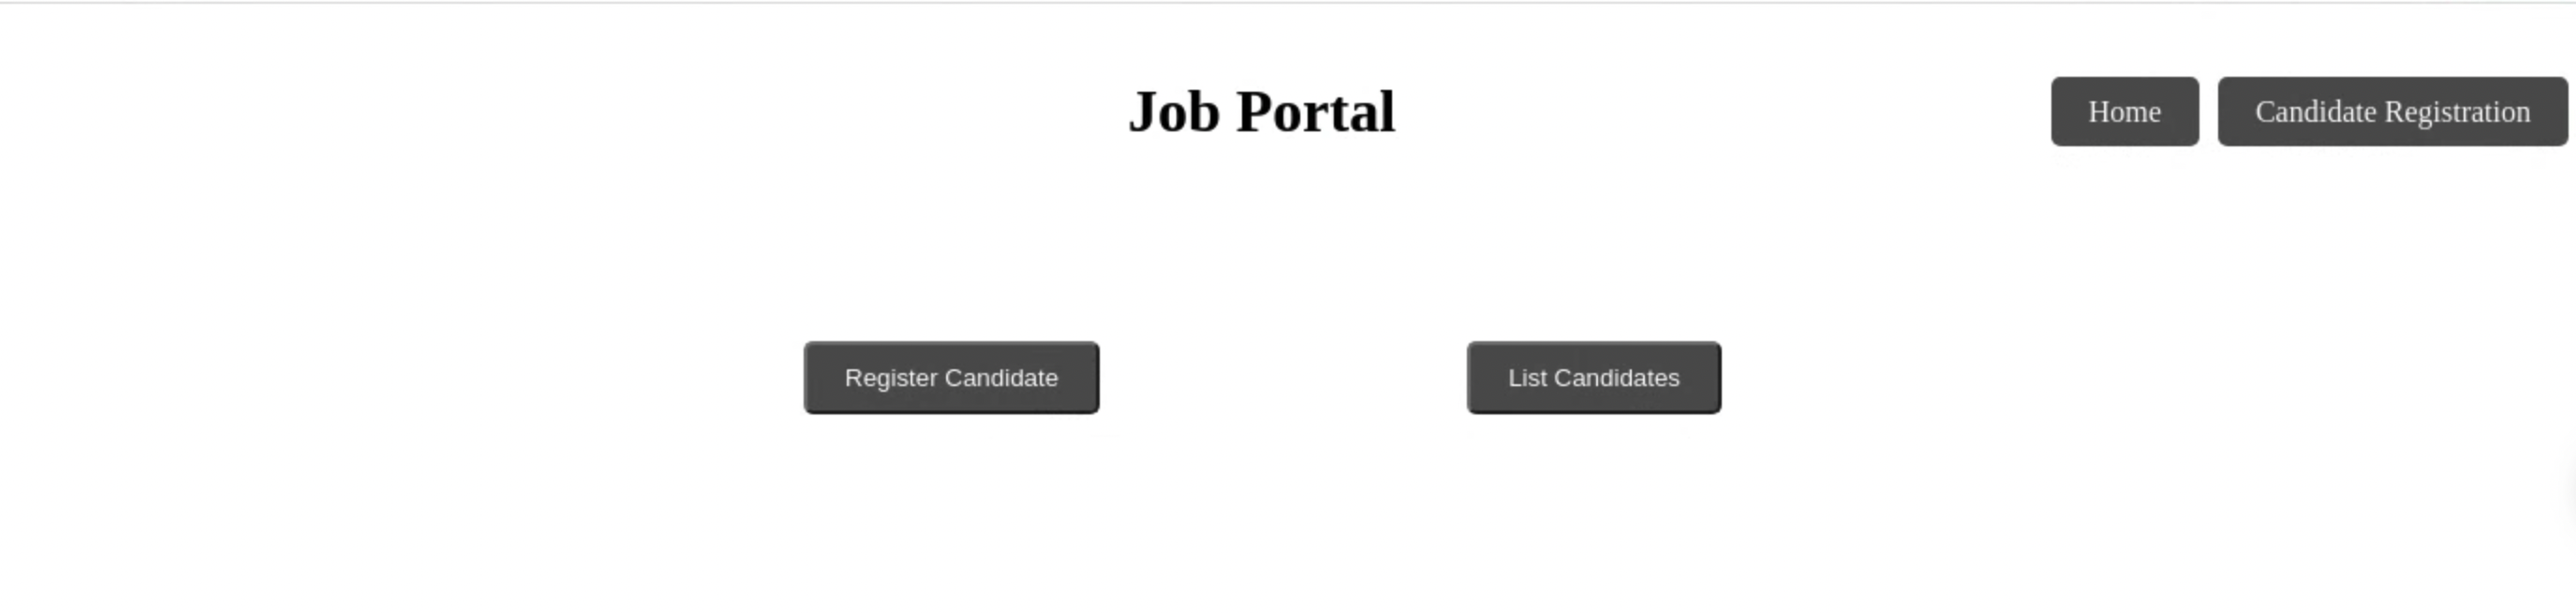 Job Portal
Home
Candidate Registration
Register Candidate
List Candidates